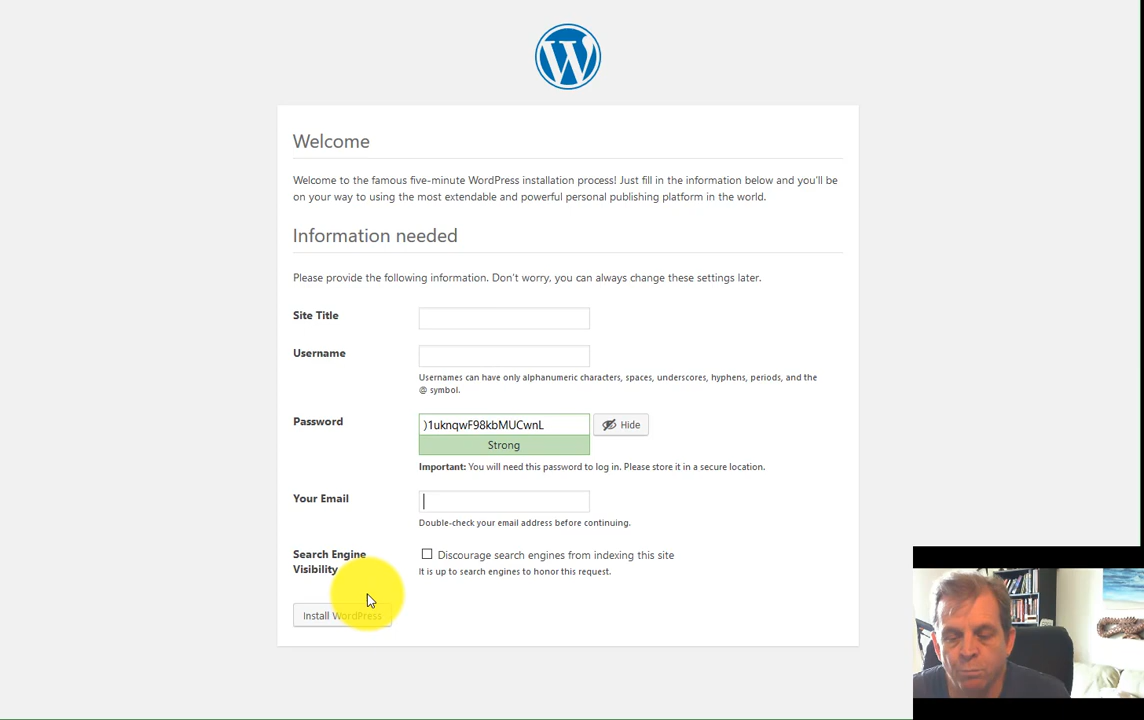 Welcome
Welcome to the famous five-minute WordPress installation process! Just fill in the information below and you'll be
on your way to using the most extendable and powerful personal publishing platform in the world.
Information needed
Please provide the following information. Don't worry, you can always change these settings later.
Site Title
Username
Usernames can have only alphanumeric characters, spaces, underscores, hyphens, periods, and the
@ symbol.
Password
)1uknqwF98kbMUCwnL
Hide
Strong
Important: You will need this password to log in. Please store it in a secure location.
Your Email
Double-check your email address before continuing.
Search Engine
Visibility
Discourage search engines from indexing this site
It is up to search engines to honor this request.
Install WordPress